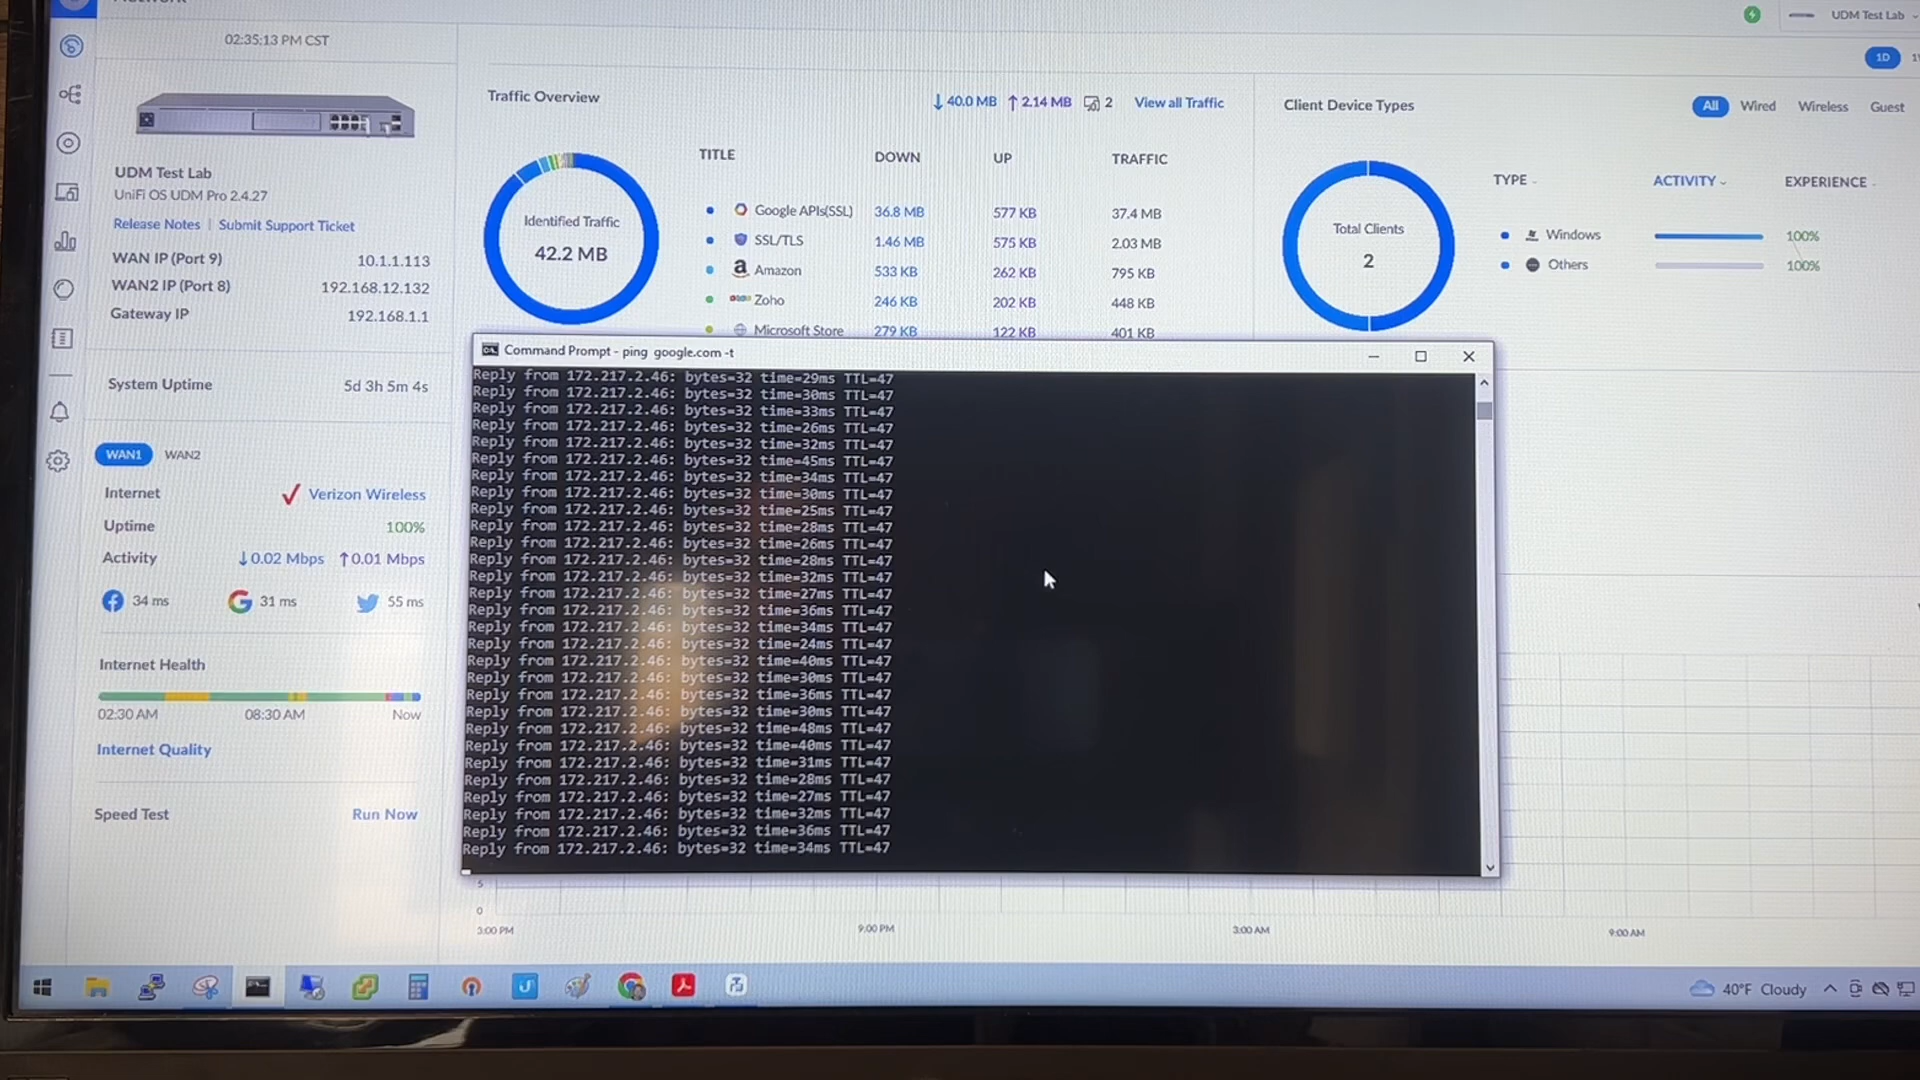 02:35:13 PM CST
UDM Test Lab
1D
Traffic Overview
40.0 MB 2.14 MB 2 View all Traffic
Client Device Types
All Wired Wireless Guest
UDM Test Lab
UniFi OS UDM Pro 2.4.27
Release Notes | Submit Support Ticket
WAN IP (Port 9) 10.1.1.113
WAN2 IP (Port 8) 192.168.12.132
Gateway IP 192.168.1.1
System Uptime 5d 3h 5m 4s
WAN1 WAN2
Internet Verizon Wireless
Uptime 100%
Activity ↓0.02 Mbps ↑0.01 Mbps
34 ms 31 ms 55 ms
Internet Health
02:30 AM 08:30 AM Now
Internet Quality
Speed Test Run Now
Identified Traffic
42.2 MB
TITLE DOWN UP TRAFFIC
Google APIs(SSL) 36.8 MB 577 KB 37.4 MB
SSL/TLS 1.46 MB 575 KB 2.03 MB
Amazon 533 KB 262 KB 795 KB
Zoho 246 KB 202 KB 448 KB
Microsoft Store 279 KB 122 KB 401 KB
Total Clients
2
TYPE ACTIVITY EXPERIENCE
Windows 100%
Others 100%
Command Prompt - ping google.com -t
Reply from 172.217.2.46: bytes=32 time=29ms TTL=47
Reply from 172.217.2.46: bytes=32 time=30ms TTL=47
Reply from 172.217.2.46: bytes=32 time=33ms TTL=47
Reply from 172.217.2.46: bytes=32 time=26ms TTL=47
Reply from 172.217.2.46: bytes=32 time=32ms TTL=47
Reply from 172.217.2.46: bytes=32 time=45ms TTL=47
Reply from 172.217.2.46: bytes=32 time=34ms TTL=47
Reply from 172.217.2.46: bytes=32 time=30ms TTL=47
Reply from 172.217.2.46: bytes=32 time=25ms TTL=47
Reply from 172.217.2.46: bytes=32 time=28ms TTL=47
Reply from 172.217.2.46: bytes=32 time=26ms TTL=47
Reply from 172.217.2.46: bytes=32 time=28ms TTL=47
Reply from 172.217.2.46: bytes=32 time=32ms TTL=47
Reply from 172.217.2.46: bytes=32 time=27ms TTL=47
Reply from 172.217.2.46: bytes=32 time=36ms TTL=47
Reply from 172.217.2.46: bytes=32 time=34ms TTL=47
Reply from 172.217.2.46: bytes=32 time=24ms TTL=47
Reply from 172.217.2.46: bytes=32 time=40ms TTL=47
Reply from 172.217.2.46: bytes=32 time=30ms TTL=47
Reply from 172.217.2.46: bytes=32 time=36ms TTL=47
Reply from 172.217.2.46: bytes=32 time=30ms TTL=47
Reply from 172.217.2.46: bytes=32 time=48ms TTL=47
Reply from 172.217.2.46: bytes=32 time=40ms TTL=47
Reply from 172.217.2.46: bytes=32 time=31ms TTL=47
Reply from 172.217.2.46: bytes=32 time=28ms TTL=47
Reply from 172.217.2.46: bytes=32 time=27ms TTL=47
Reply from 172.217.2.46: bytes=32 time=32ms TTL=47
Reply from 172.217.2.46: bytes=32 time=36ms TTL=47
Reply from 172.217.2.46: bytes=32 time=34ms TTL=47
5
0
3:00 PM 9:00 PM 3:00 AM 9:00 AM
40°F Cloudy